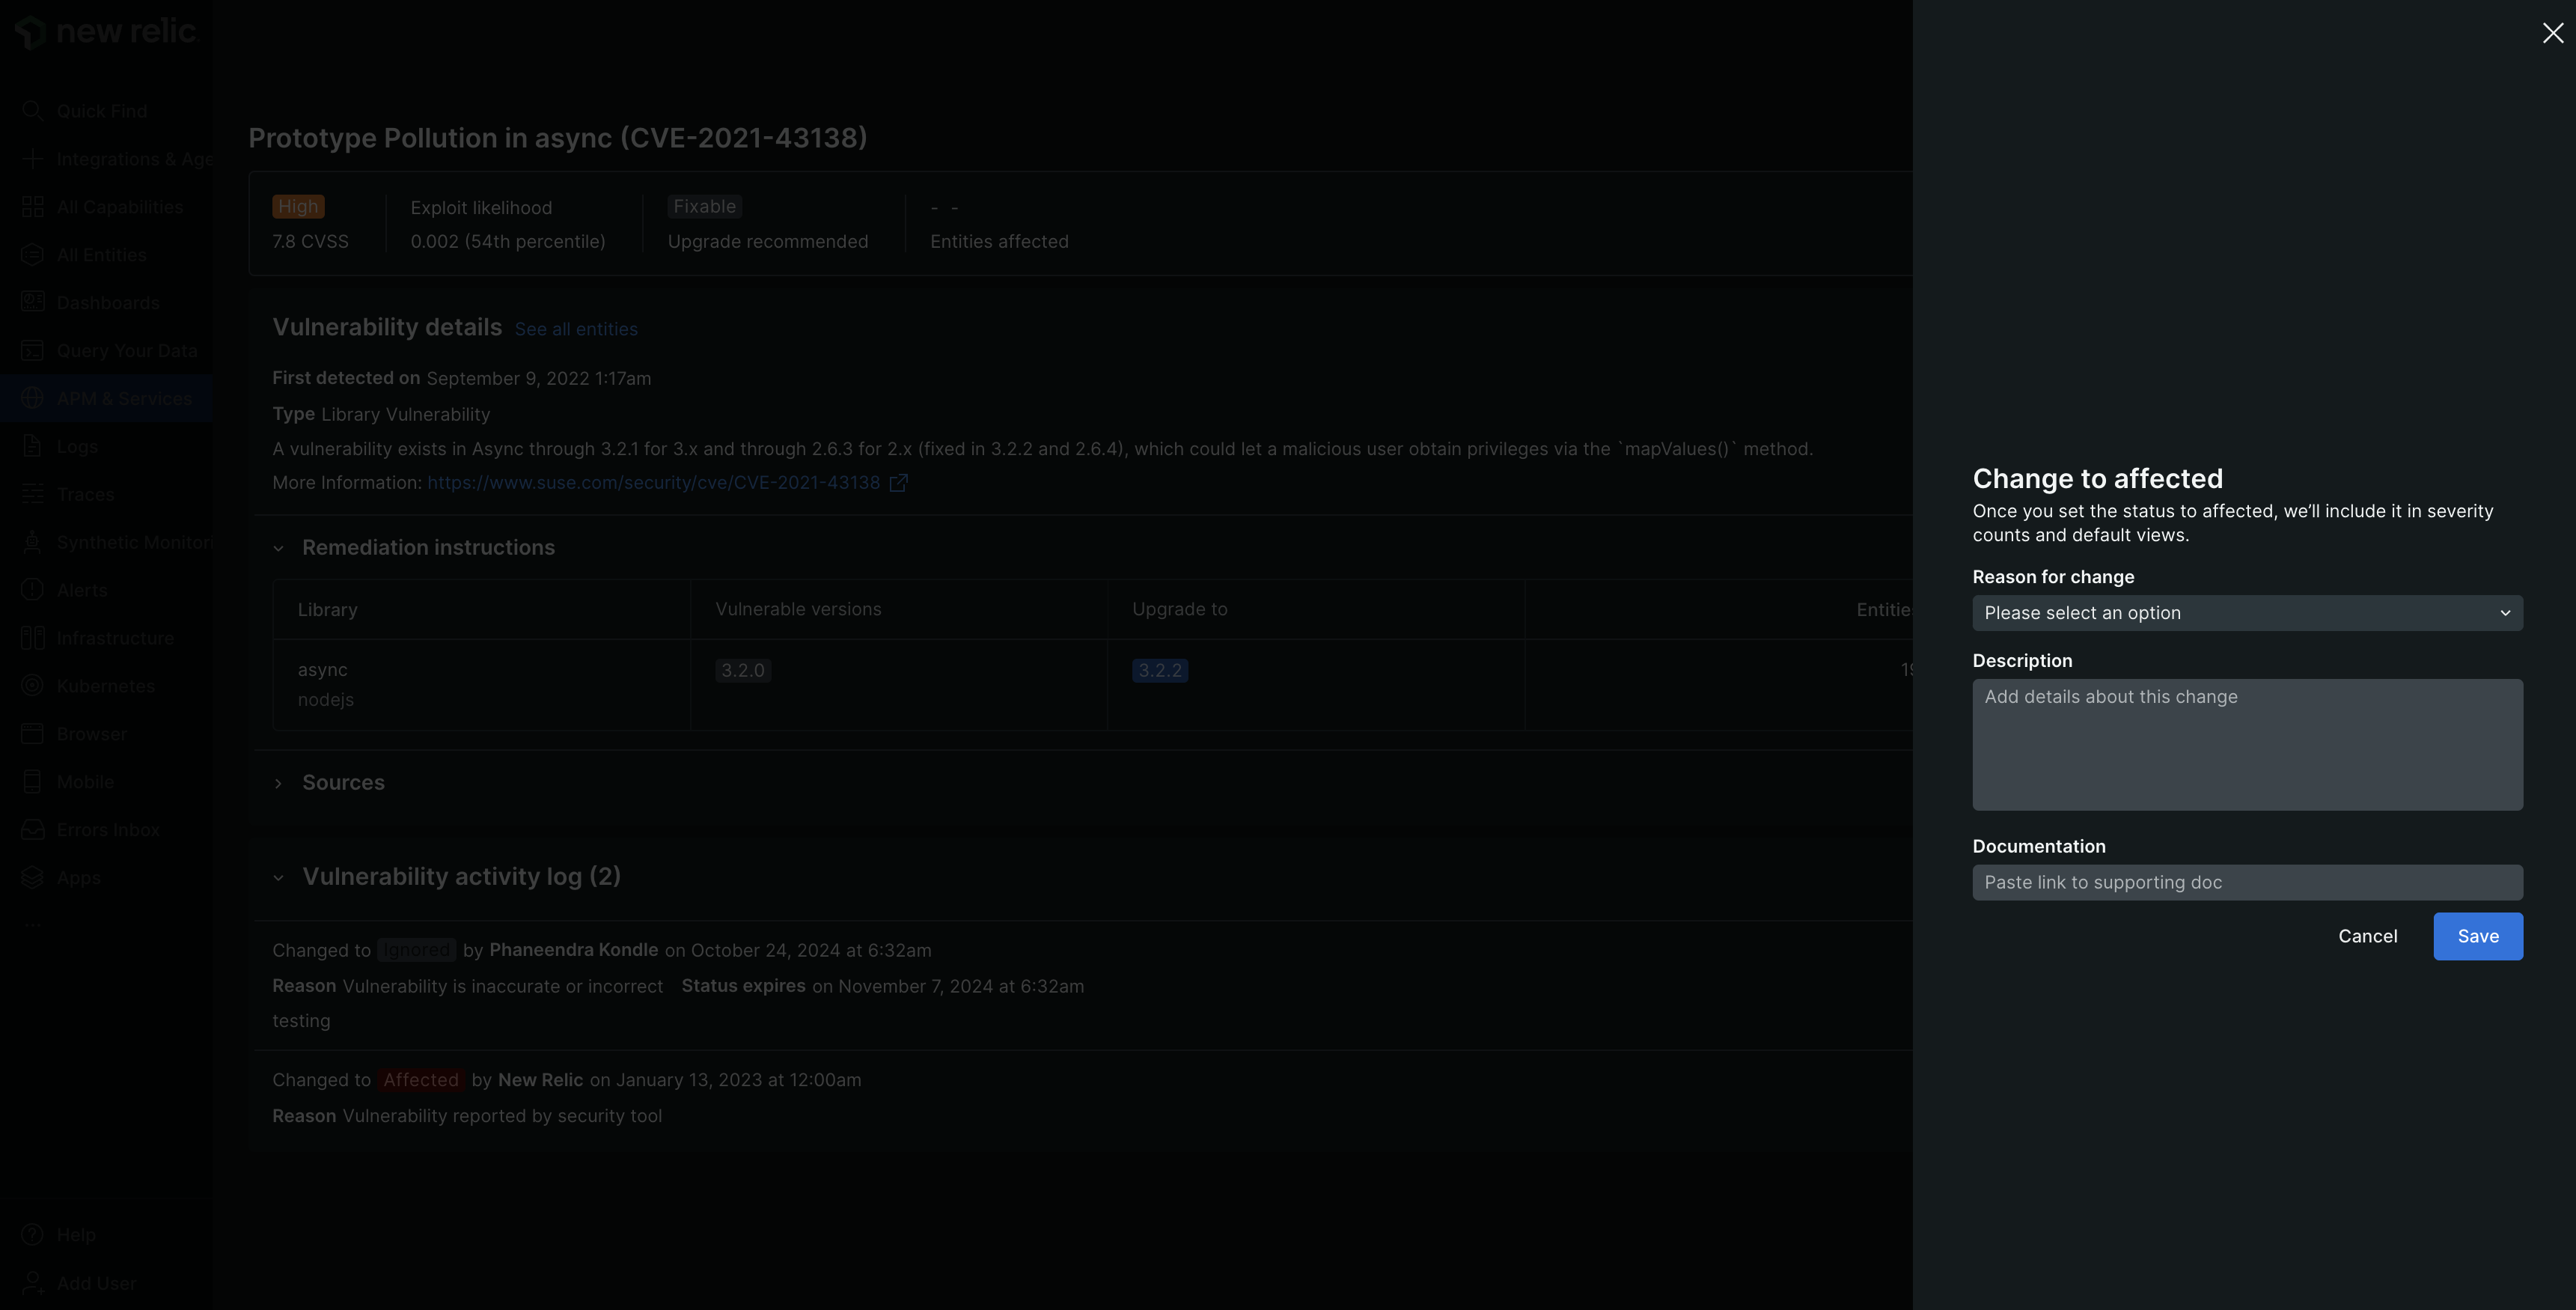 new relic
Quick Find
Integrations & Age
All Capabilities
All Entities
Dashboards
Query Your Data
APM & Services
Logs
Traces
Synthetic Monitori
Alerts
Infrastructure
Kubernetes
Browser
Mobile
Errors Inbox
Apps
...
Help
Add User
Prototype Pollution in async (CVE-2021-43138)
High
7.8 CVSS
Exploit likelihood
0.002 (54th percentile)
Fixable
Upgrade recommended
- -
Entities affected
Vulnerability details See all entities
First detected on September 9, 2022 1:17am
Type Library Vulnerability
A vulnerability exists in Async through 3.2.1 for 3.x and through 2.6.3 for 2.x (fixed in 3.2.2 and 2.6.4), which could let a malicious user obtain privileges via the `mapValues()` method.
More Information: https://www.suse.com/security/cve/CVE-2021-43138
Remediation instructions
Library Vulnerable versions Upgrade to Entitie
async 3.2.0 3.2.2 19
nodejs
Sources
Vulnerability activity log (2)
Changed to Ignored by Phaneendra Kondle on October 24, 2024 at 6:32am
Reason Vulnerability is inaccurate or incorrect Status expires on November 7, 2024 at 6:32am
testing
Changed to Affected by New Relic on January 13, 2023 at 12:00am
Reason Vulnerability reported by security tool
Change to affected
Once you set the status to affected, we’ll include it in severity
counts and default views.
Reason for change
Please select an option
Description
Add details about this change
Documentation
Paste link to supporting doc
Cancel Save